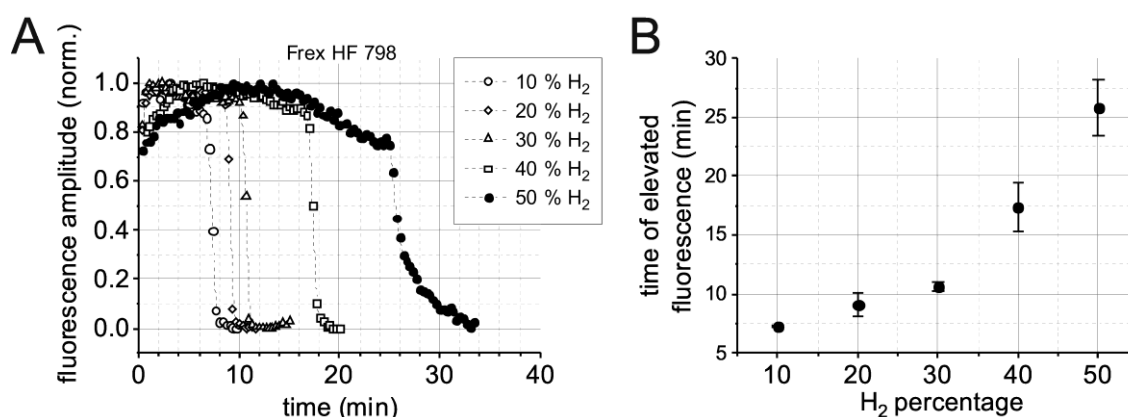 A
Frex HF 798
fluorescence amplitude (norm.)
1.0
0.8
0.6
0.4
0.2
0.0
0
10
20
30
40
time (min)
10 % H₂
20 % H₂
30 % H₂
40 % H₂
50 % H₂
B
time of elevated
fluorescence (min)
30
25
20
15
10
5
10
20
30
40
50
H₂ percentage